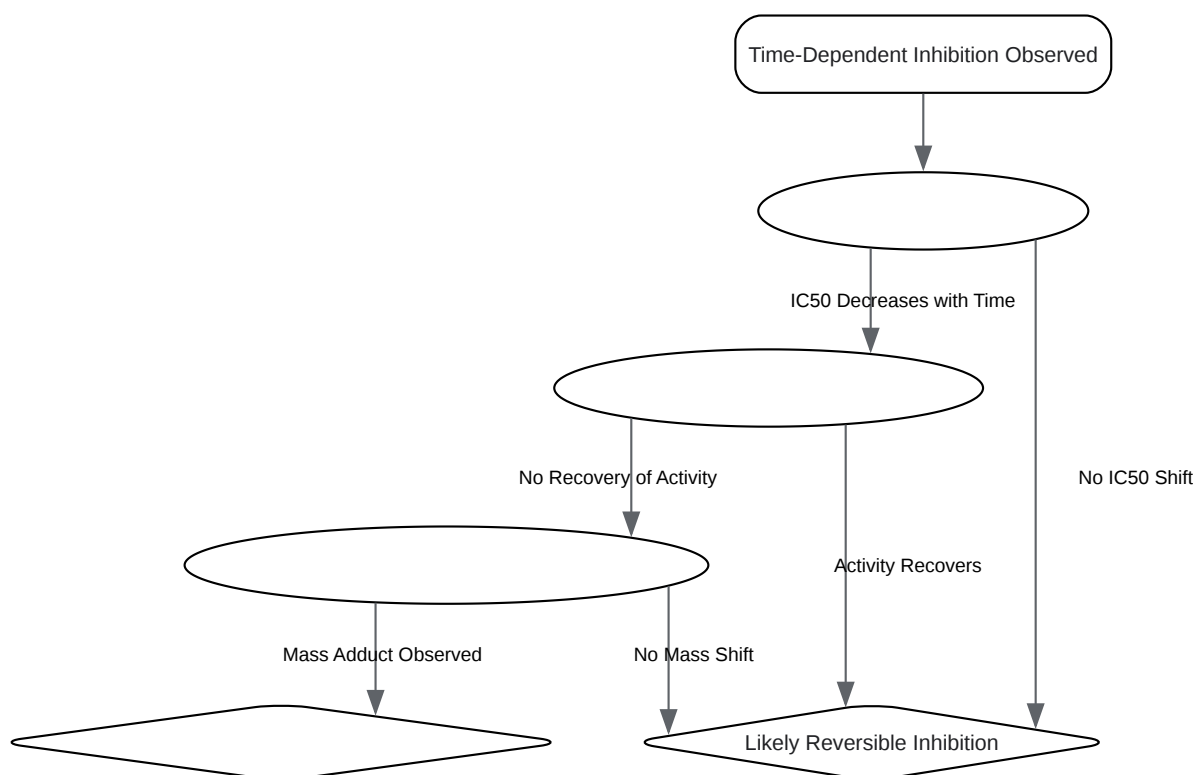 Time-Dependent Inhibition Observed
IC50 Decreases with Time
No Recovery of Activity
No IC50 Shift
Activity Recovers
Mass Adduct Observed
No Mass Shift
Likely Reversible Inhibition